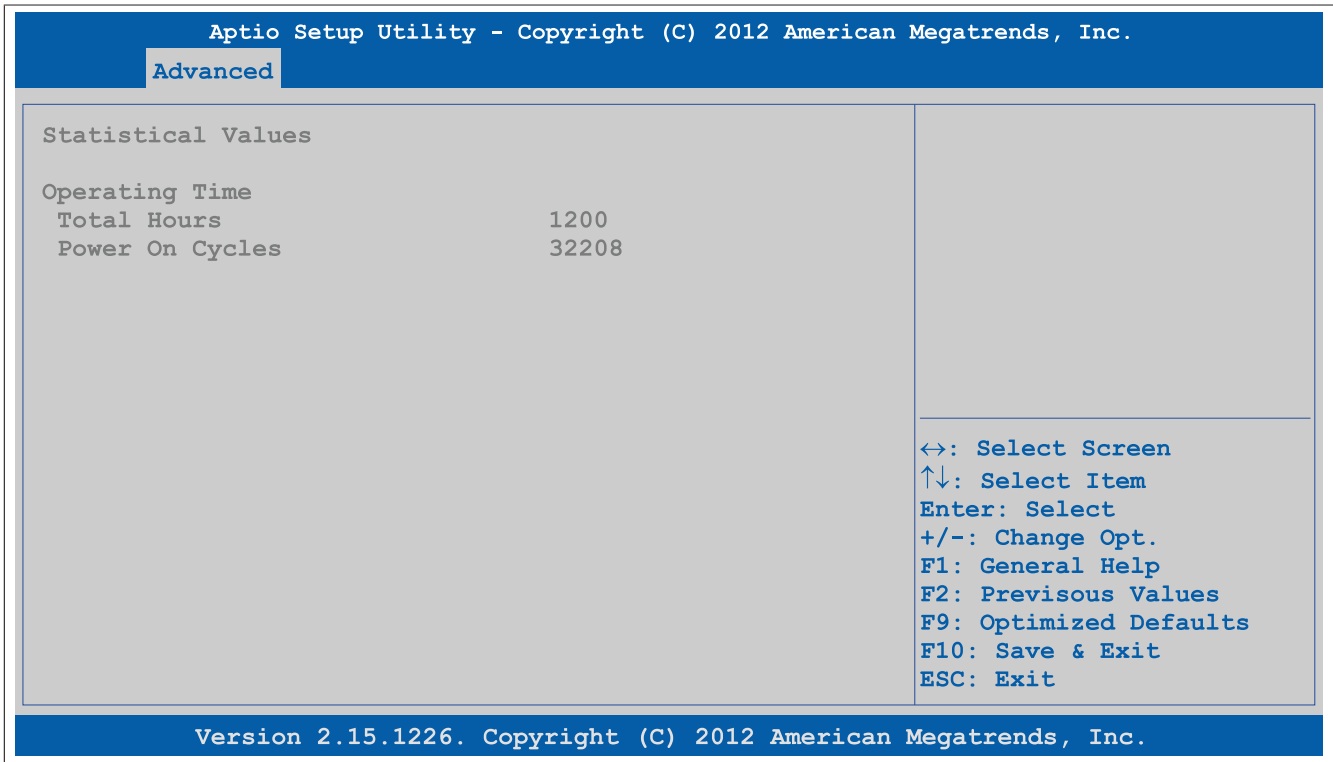 Aptio Setup Utility - Copyright (C) 2012 American Megatrends, Inc.
Advanced
Statistical Values
Operating Time
Total Hours 1200
Power On Cycles 32208
↔: Select Screen
↑↓: Select Item
Enter: Select
+/-: Change Opt.
F1: General Help
F2: Previsous Values
F9: Optimized Defaults
F10: Save & Exit
ESC: Exit
Version 2.15.1226. Copyright (C) 2012 American Megatrends, Inc.